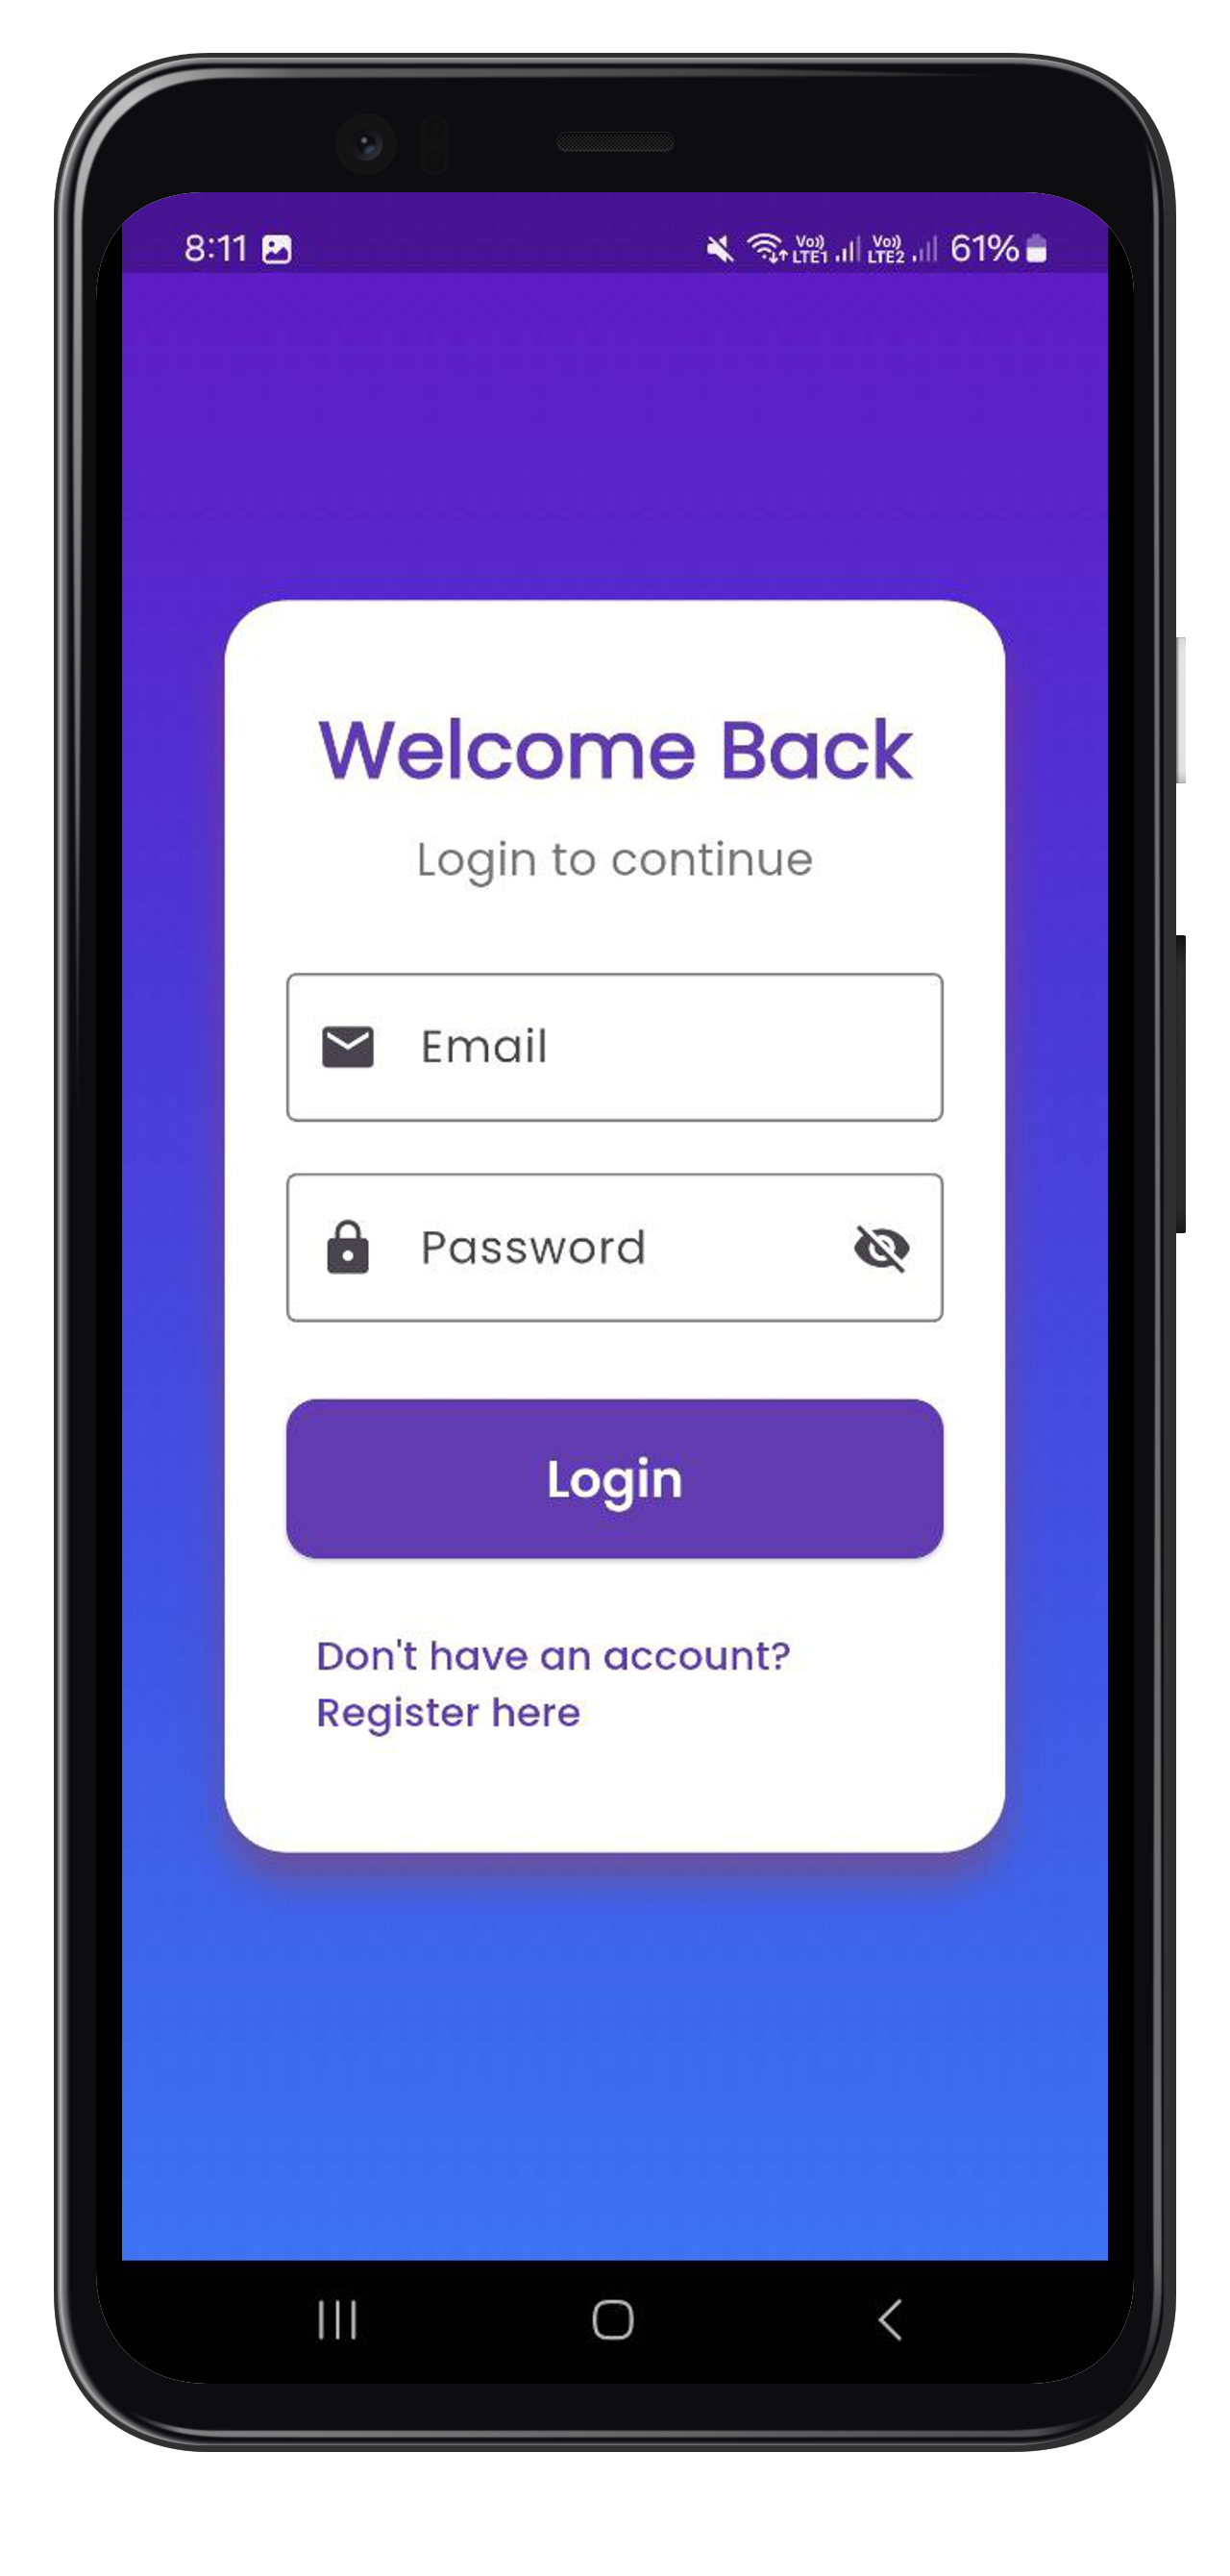 8:11 Vo)) LTE1 Vo)) LTE2 61%
Welcome Back
Login to continue
Email
Password
Login
Don't have an account?
Register here